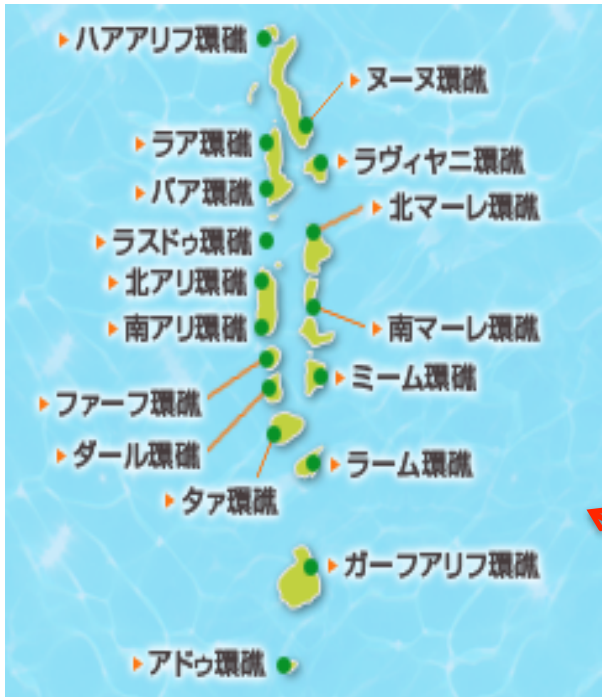 ハアアリフ環礁
ヌーヌ環礁
ラア環礁
ラヴィヤニ環礁
バア環礁
北マーレ環礁
ラスドゥ環礁
北アリ環礁
南アリ環礁
南マーレ環礁
ミーム環礁
ファーフ環礁
ダール環礁
ラーム環礁
タァ環礁
ガーフアリフ環礁
アドゥ環礁